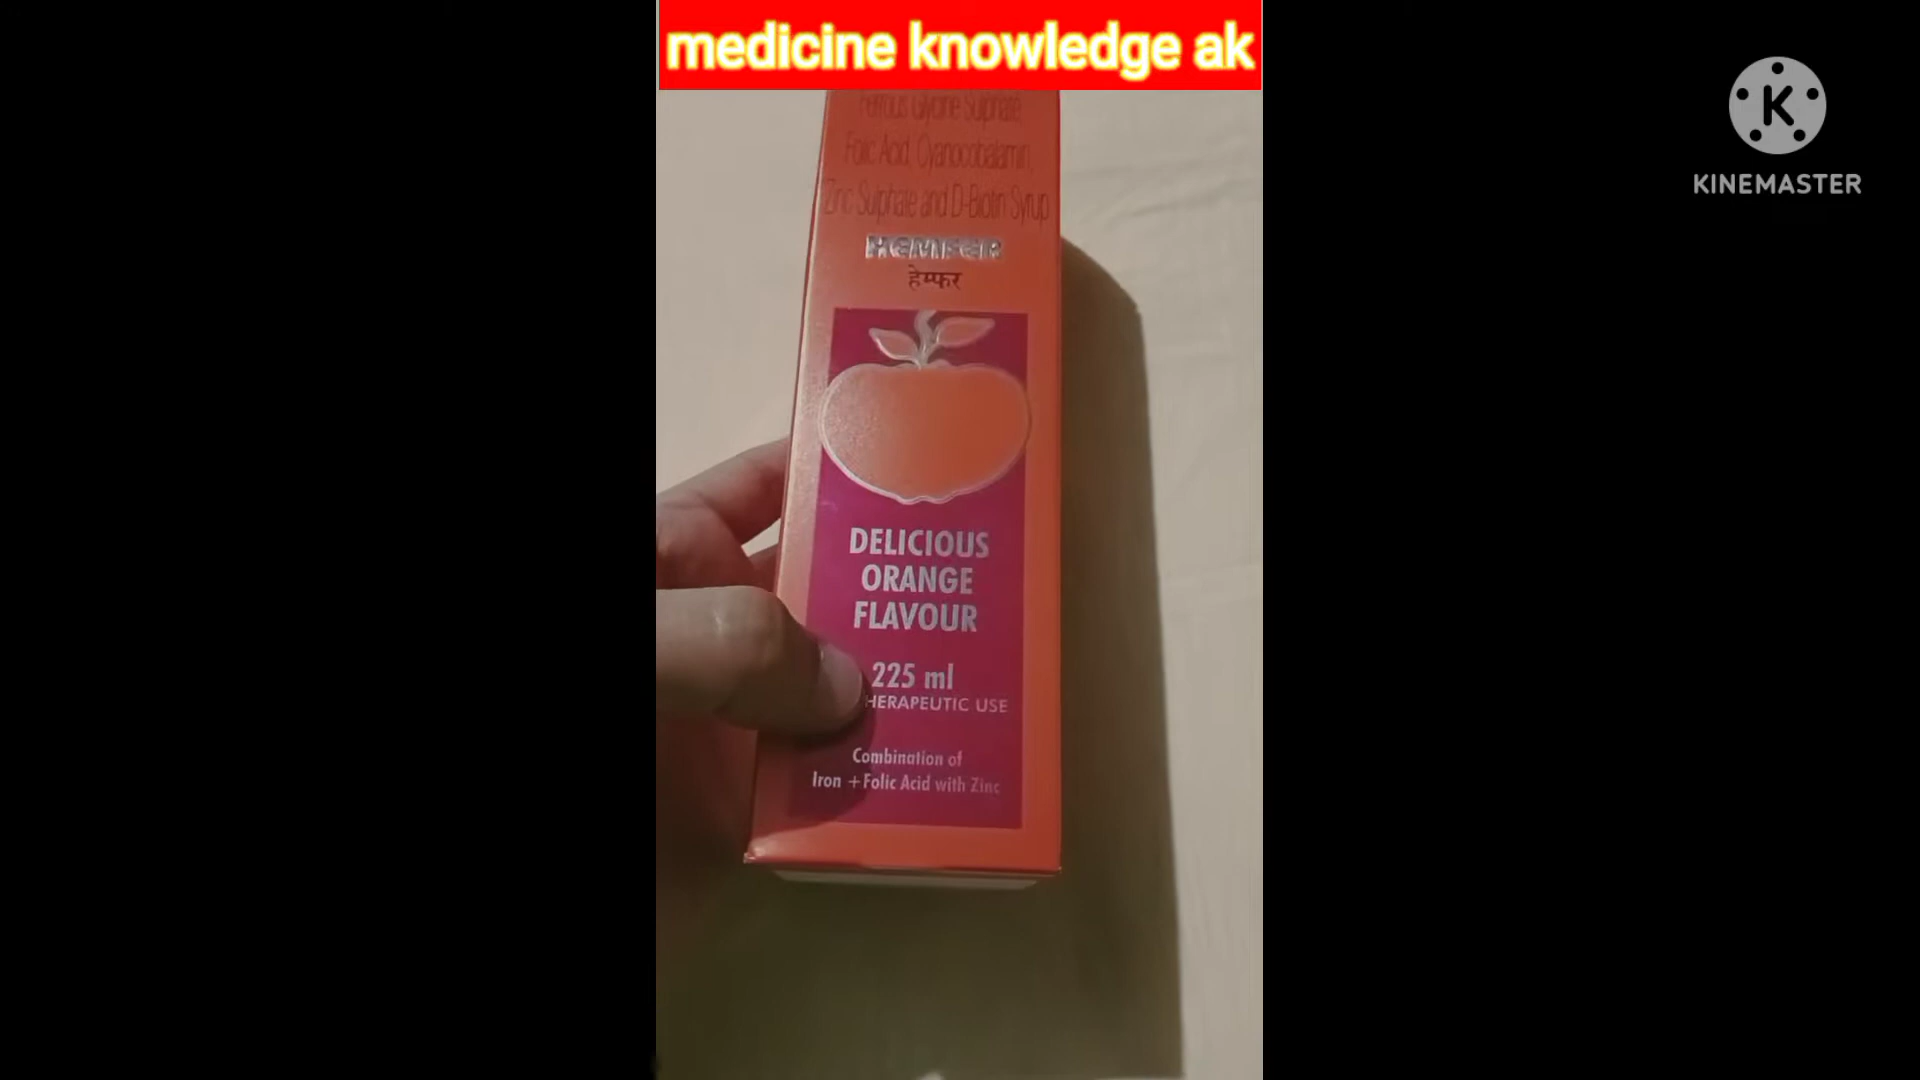 medicine knowledge ak
KINEMASTER
Ferrous Glycine Sulphate,
Folic Acid, Cyanocobalamin,
Zinc Sulphate and D-Biotin Syrup
HEMFER
हेम्फर
DELICIOUS
ORANGE
FLAVOUR
225 ml
HERAPEUTIC USE
Combination of
Iron + Folic Acid with Zinc